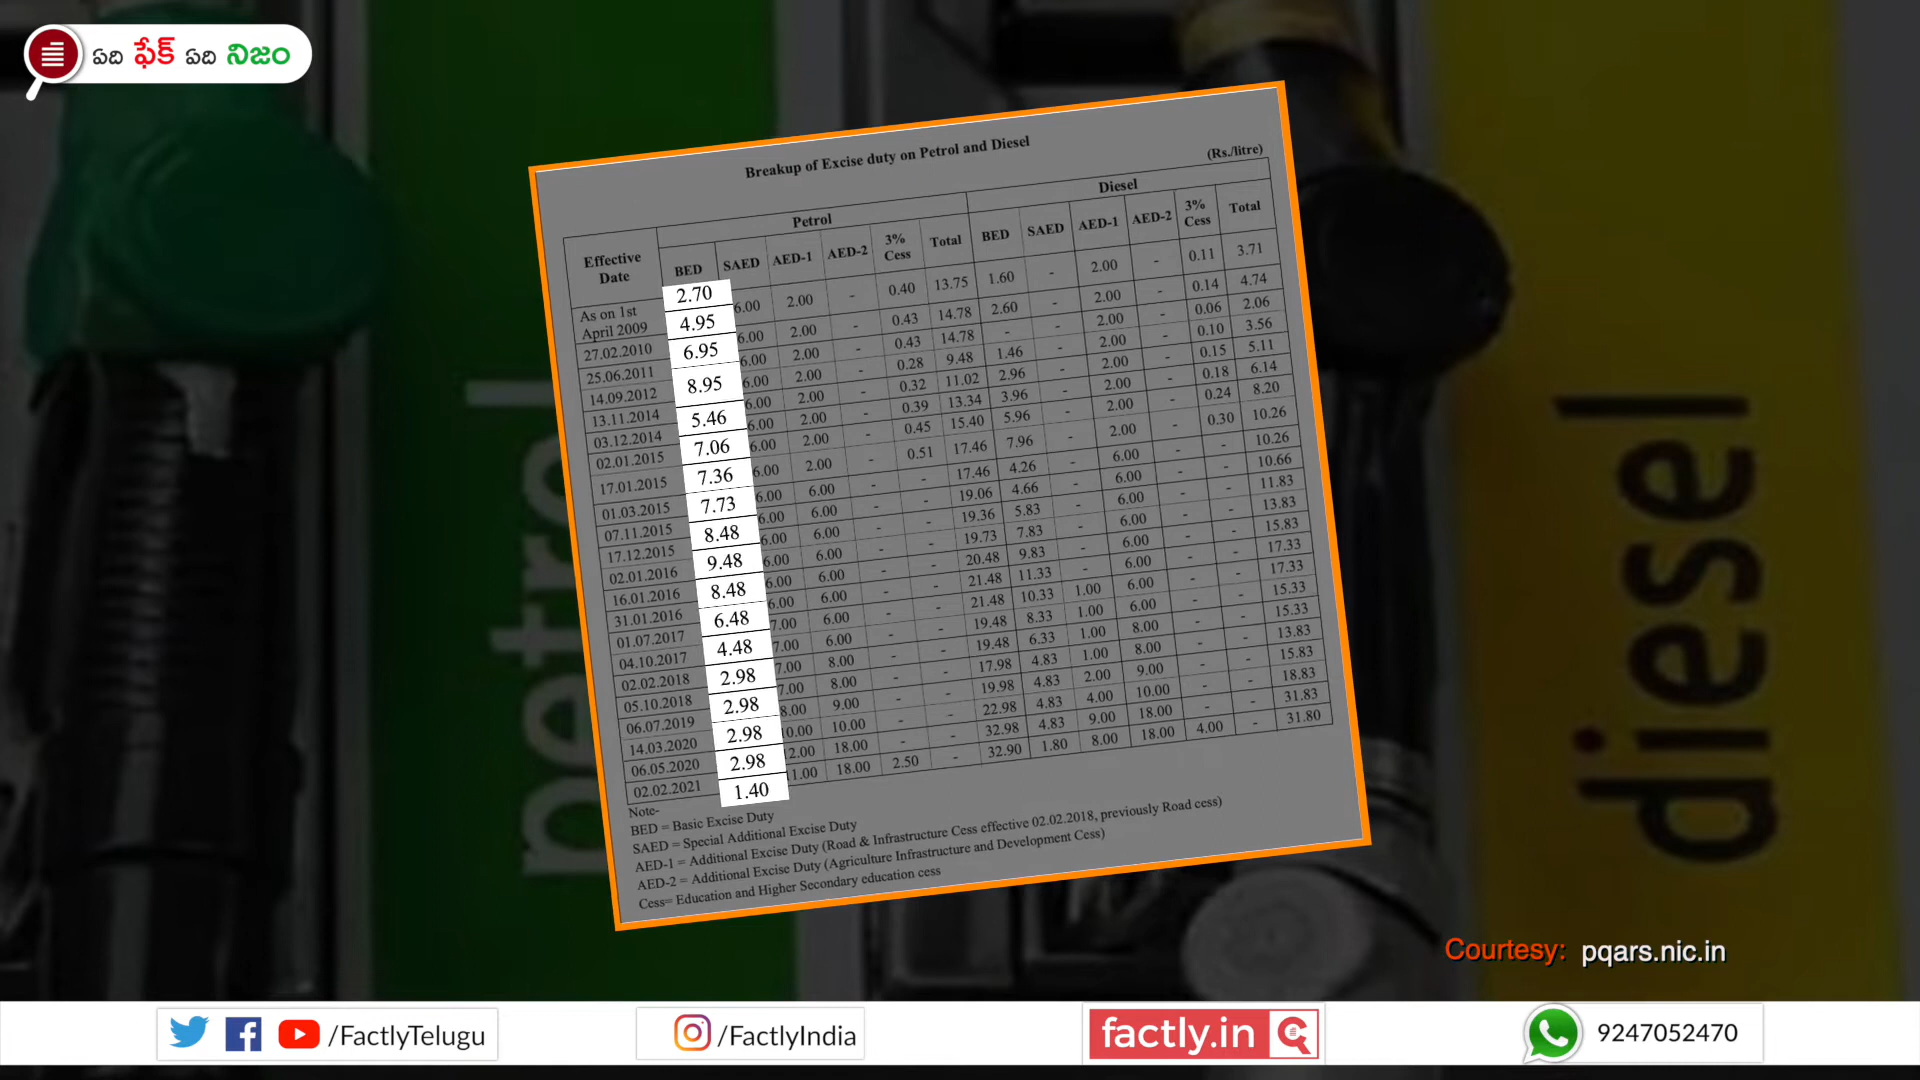 ఏది ఫేక్ ఏది నిజం
Breakup of Excise duty on Petrol and Diesel
(Rs./litre)
Effective Date Petrol Diesel
BED SAED AED-1 AED-2 3% Cess Total BED SAED AED-1 AED-2 3% Cess Total
As on 1st April 2009 6.00 2.00 - 0.40 13.75 1.60 - 2.00 - 0.11 3.71
27.02.2010 6.00 2.00 - 0.43 14.78 2.60 - 2.00 - 0.14 4.74
25.06.2011 6.00 2.00 - 0.43 14.78 - - 2.00 - 0.06 2.06
14.09.2012 6.00 2.00 - 0.28 9.48 1.46 - 2.00 - 0.10 3.56
13.11.2014 6.00 2.00 - 0.32 11.02 2.96 - 2.00 - 0.15 5.11
03.12.2014 6.00 2.00 - 0.39 13.34 3.96 - 2.00 - 0.18 6.14
02.01.2015 6.00 2.00 - 0.45 15.40 5.96 - 2.00 - 0.24 8.20
17.01.2015 6.00 2.00 - 0.51 17.46 7.96 - 2.00 - 0.30 10.26
01.03.2015 6.00 6.00 - - 17.46 4.26 - 6.00 - - 10.26
07.11.2015 6.00 6.00 - - 19.06 4.66 - 6.00 - - 10.66
17.12.2015 6.00 6.00 - - 19.36 5.83 - 6.00 - - 11.83
02.01.2016 6.00 6.00 - - 19.73 7.83 - 6.00 - - 13.83
16.01.2016 6.00 6.00 - - 20.48 9.83 - 6.00 - - 15.83
31.01.2016 6.00 6.00 - - 21.48 11.33 - 6.00 - - 17.33
01.07.2017 7.00 6.00 - - 21.48 10.33 1.00 6.00 - - 17.33
04.10.2017 7.00 6.00 - - 19.48 8.33 1.00 6.00 - - 15.33
02.02.2018 7.00 8.00 - - 19.48 6.33 1.00 8.00 - - 15.33
05.10.2018 7.00 8.00 - - 17.98 4.83 1.00 8.00 - - 13.83
06.07.2019 8.00 9.00 - - 19.98 4.83 2.00 9.00 - - 15.83
14.03.2020 10.00 - - 22.98 4.83 4.00 10.00 - - 18.83
06.05.2020 18.00 - - 32.98 4.83 9.00 18.00 - - 31.83
02.02.2021 18.00 2.50 - 32.90 1.80 8.00 18.00 4.00 - 31.80
2.70
4.95
6.95
8.95
5.46
7.06
7.36
7.73
8.48
9.48
8.48
6.48
4.48
2.98
2.98
2.98
2.98
1.40
Note-
BED = Basic Excise Duty
SAED = Special Additional Excise Duty
AED-1 = Additional Excise Duty (Road & Infrastructure Cess effective 02.02.2018, previously Road cess)
AED-2 = Additional Excise Duty (Agriculture Infrastructure and Development Cess)
Cess= Education and Higher Secondary education cess
petrol
diesel
Courtesy: pqars.nic.in
/FactlyTelugu
/FactlyIndia
factly.in
9247052470